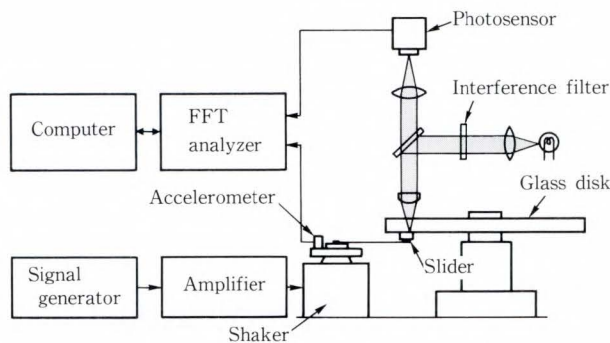 Photosensor
Interference filter
Computer
FFT
analyzer
Glass disk
Accelerometer
Slider
Signal
generator
Amplifier
Shaker